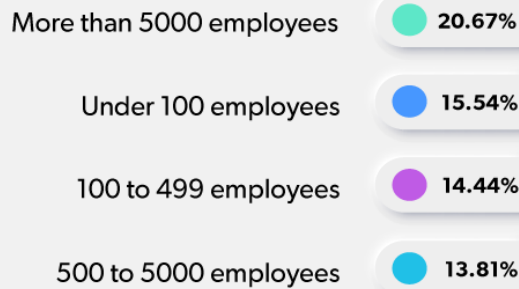 More than 5000 employees 20.67%
Under 100 employees 15.54%
100 to 499 employees 14.44%
500 to 5000 employees 13.81%